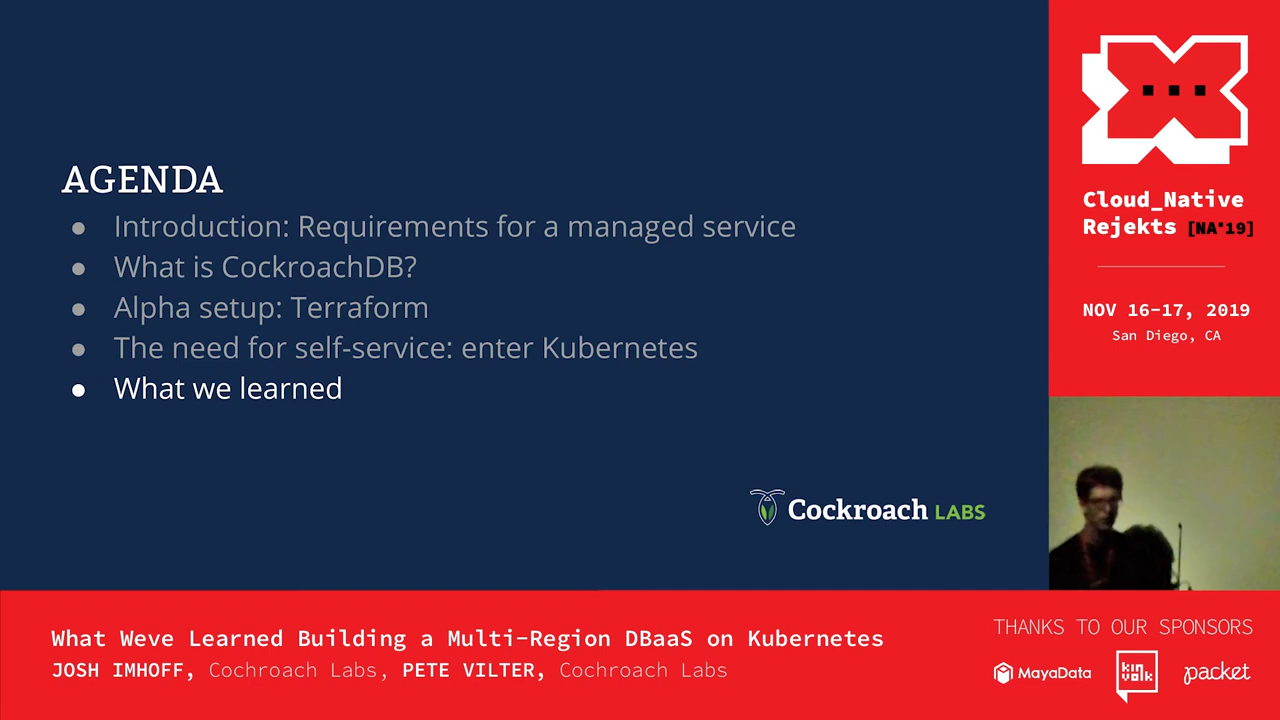 AGENDA
● Introduction: Requirements for a managed service
● What is CockroachDB?
● Alpha setup: Terraform
● The need for self-service: enter Kubernetes
● What we learned
Cockroach LABS
Cloud_Native
Rejekts [NA'19]
NOV 16-17, 2019
San Diego, CA
What Weve Learned Building a Multi-Region DBaaS on Kubernetes
JOSH IMHOFF, Cochroach Labs, PETE VILTER, Cochroach Labs
THANKS TO OUR SPONSORS
MayaData
kin
volk
packet